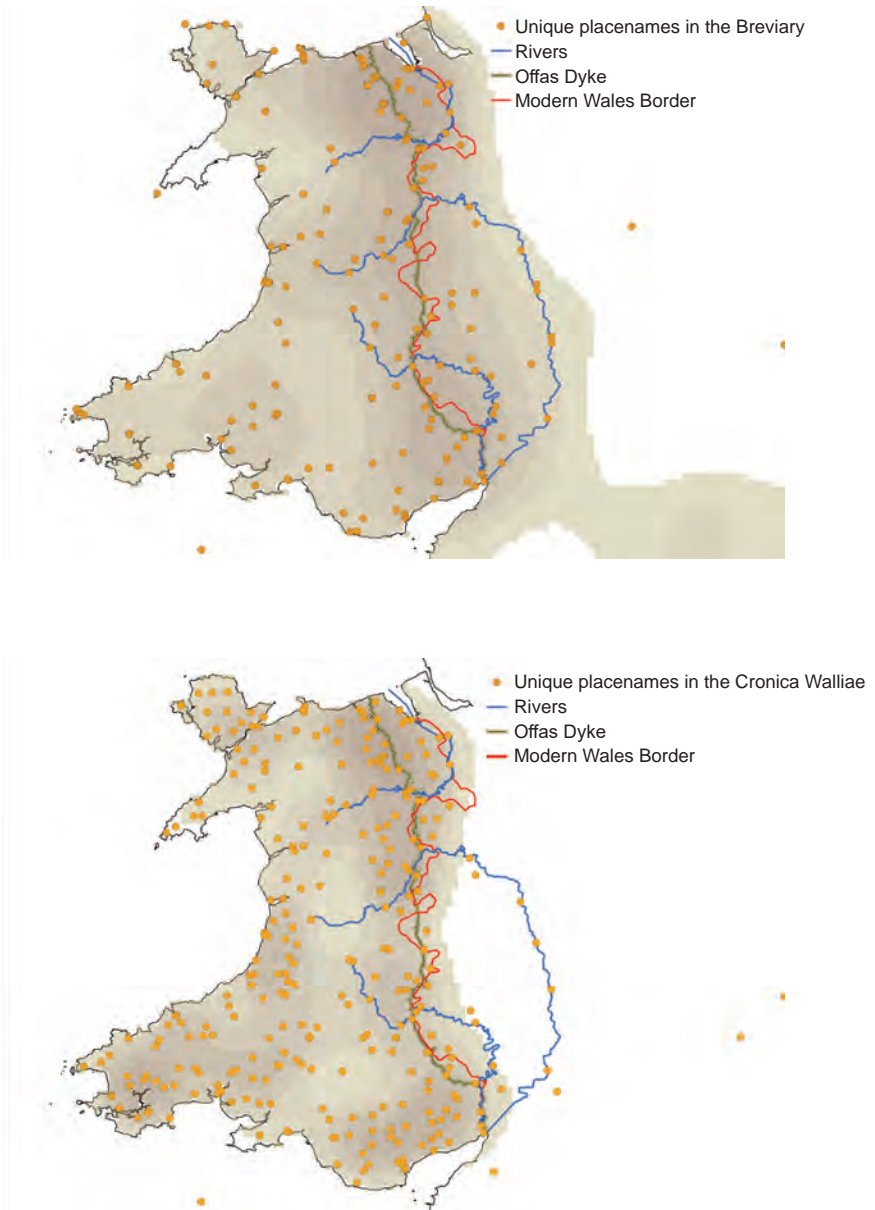 Unique placenames in the Breviary
Rivers
Offas Dyke
Modern Wales Border
Unique placenames in the Cronica Walliae
Rivers
Offas Dyke
Modern Wales Border